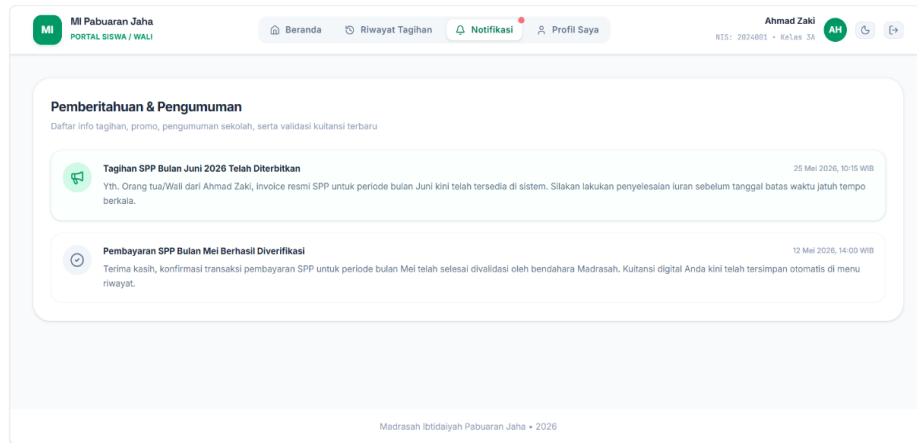 MI
MI Pabuaran Jaha
PORTAL SISWA / WALI
Beranda
Riwayat Tagihan
Notifikasi
Profil Saya
Ahmad Zaki
NIS: 2024001 • Kelas 3A
AH
Pemberitahuan & Pengumuman
Daftar info tagihan, promo, pengumuman sekolah, serta validasi kuitansi terbaru
Tagihan SPP Bulan Juni 2026 Telah Diterbitkan
25 Mei 2026, 10:15 WIB
Yth. Orang tua/Wali dari Ahmad Zaki, invoice resmi SPP untuk periode bulan Juni kini telah tersedia di sistem. Silakan lakukan penyelesaian iuran sebelum tanggal batas waktu jatuh tempo
berkala.
Pembayaran SPP Bulan Mei Berhasil Diverifikasi
12 Mei 2026, 14:00 WIB
Terima kasih, konfirmasi transaksi pembayaran SPP untuk periode bulan Mei telah selesai divalidasi oleh bendahara Madrasah. Kuitansi digital Anda kini telah tersimpan otomatis di menu
riwayat.
Madrasah Ibtidaiyah Pabuaran Jaha • 2026